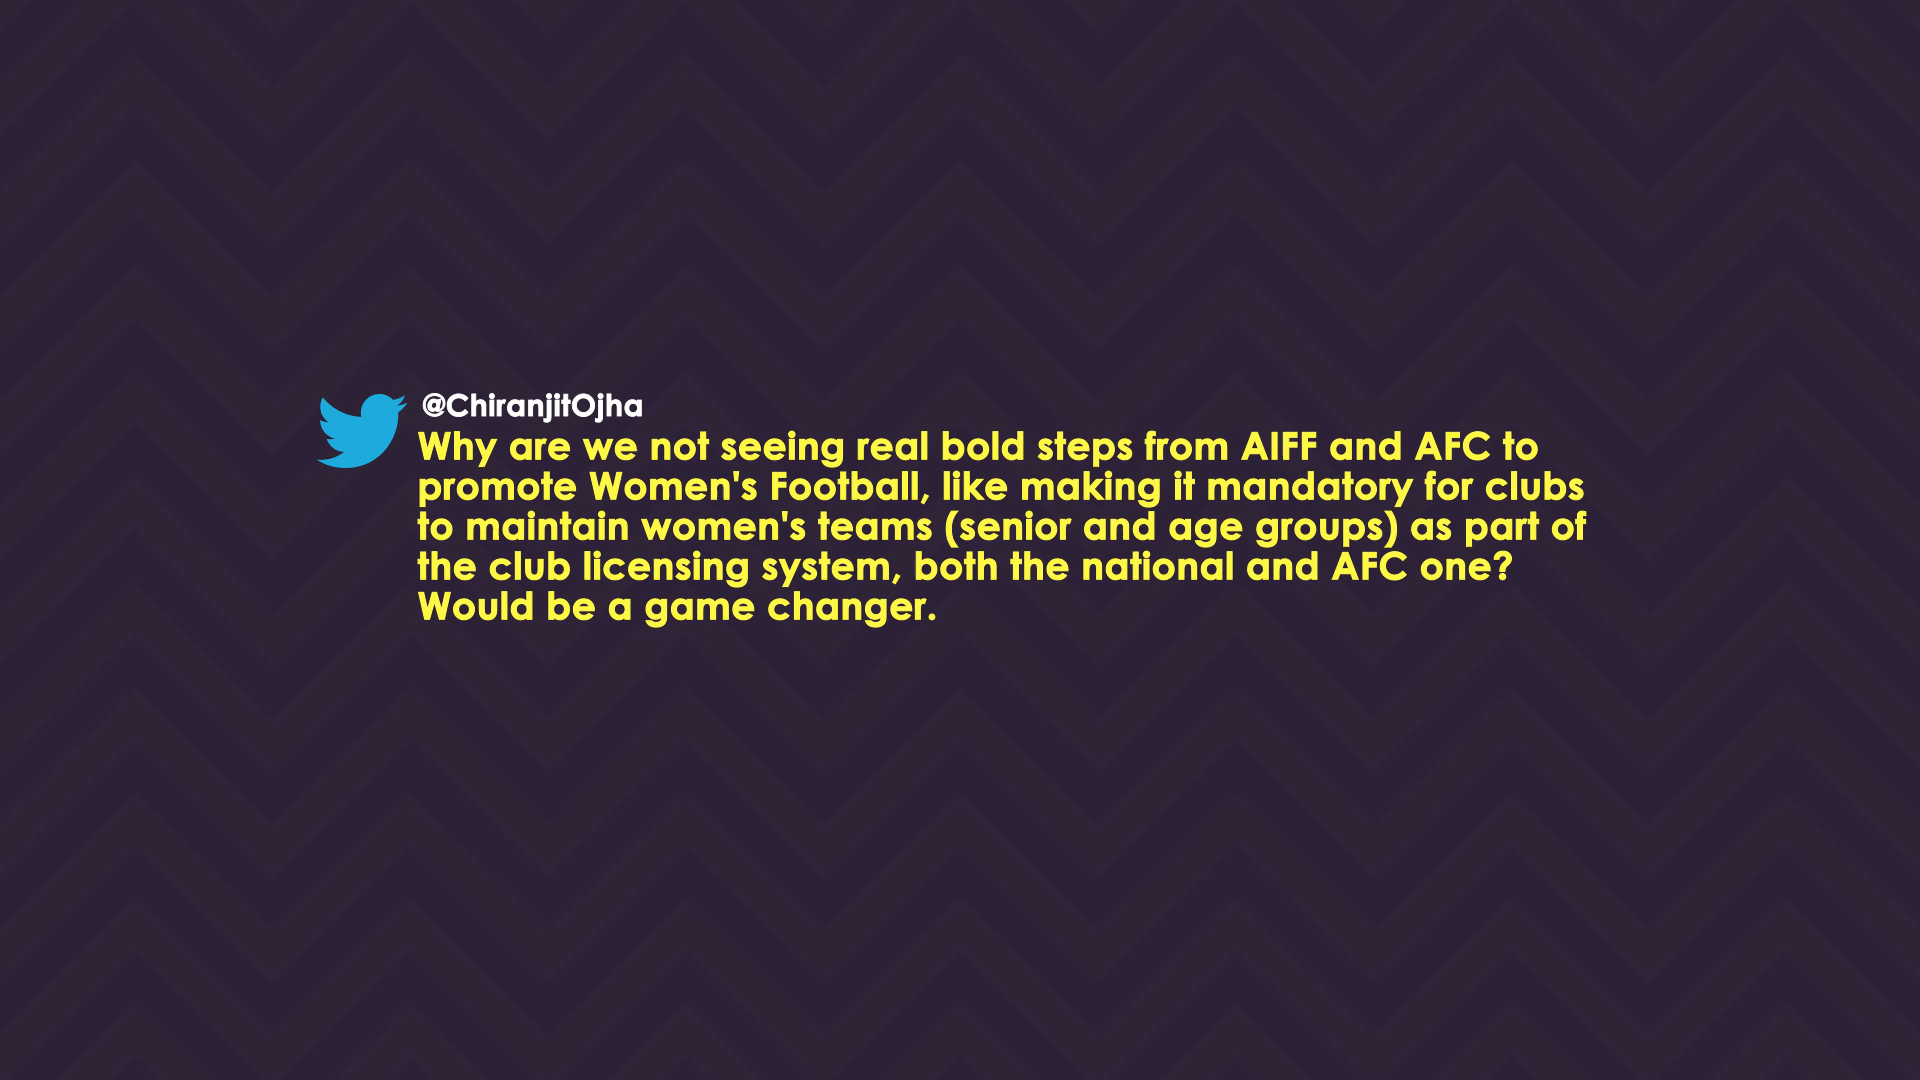 @ChiranjitOjha
Why are we not seeing real bold steps from AIFF and AFC to
promote Women's Football, like making it mandatory for clubs
to maintain women's teams (senior and age groups) as part of
the club licensing system, both the national and AFC one?
Would be a game changer.